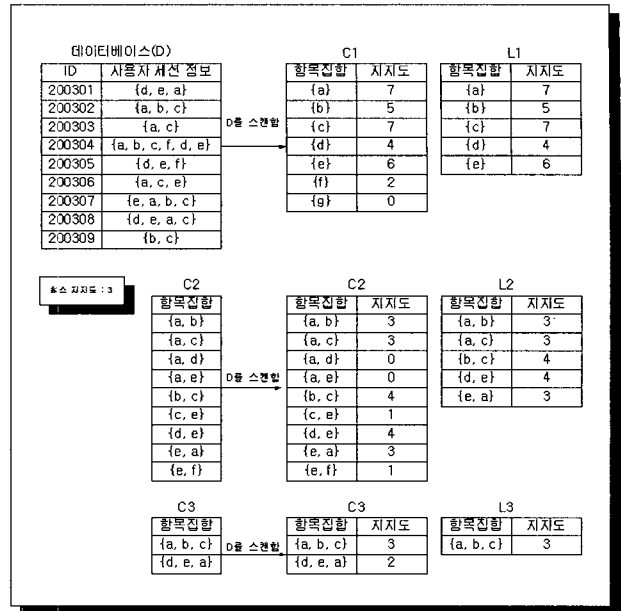 데이터베이스(D)
ID 사용자 세션 정보
200301 {d, e, a}
200302 {a, b, c}
200303 {a, c}
200304 {a, b, c, f, d, e}
200305 {d, e, f}
200306 {a, c, e}
200307 {e, a, b, c}
200308 {d, e, a, c}
200309 {b, c}
D를 스캔함
C1
항목집합 지지도
{a} 7
{b} 5
{c} 7
{d} 4
{e} 6
{f} 2
{g} 0
L1
항목집합 지지도
{a} 7
{b} 5
{c} 7
{d} 4
{e} 6
최소 지지도 : 3
C2
항목집합
{a, b}
{a, c}
{a, d}
{a, e}
{b, c}
{c, e}
{d, e}
{e, a}
{e, f}
D를 스캔함
C2
항목집합 지지도
{a, b} 3
{a, c} 3
{a, d} 0
{a, e} 0
{b, c} 4
{c, e} 1
{d, e} 4
{e, a} 3
{e, f} 1
L2
항목집합 지지도
{a, b} 3
{a, c} 3
{b, c} 4
{d, e} 4
{e, a} 3
C3
항목집합
{a, b, c}
{d, e, a}
D를 스캔함
C3
항목집합 지지도
{a, b, c} 3
{d, e, a} 2
L3
항목집합 지지도
{a, b, c} 3